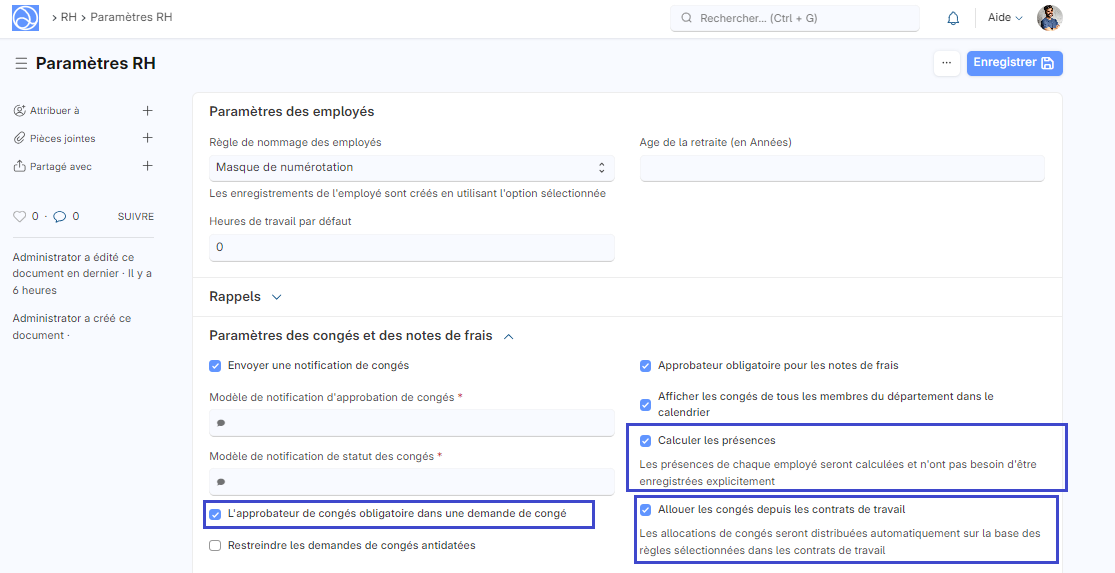 RH
Paramètres RH
Rechercher... (Ctrl + G)
Aide
Paramètres RH
...
Enregistrer
Attribuer à
Pièces jointes
Partagé avec
0 · 0
SUIVRE
Administrator a édité ce
document en dernier · Il y a
6 heures
Administrator a créé ce
document ·
Paramètres des employés
Règle de nommage des employés
Masque de numérotation
Les enregistrements de l'employé sont créés en utilisant l'option sélectionnée
Age de la retraite (en Années)
Heures de travail par défaut
0
Rappels
Paramètres des congés et des notes de frais
Envoyer une notification de congés
Modèle de notification d'approbation de congés *
Modèle de notification de statut des congés *
L'approbateur de congés obligatoire dans une demande de congé
Restreindre les demandes de congés antidatées
Approbateur obligatoire pour les notes de frais
Afficher les congés de tous les membres du département dans le
calendrier
Calculer les présences
Les présences de chaque employé seront calculées et n'ont pas besoin d'être
enregistrées explicitement
Allouer les congés depuis les contrats de travail
Les allocations de congés seront distribuées automatiquement sur la base des
règles sélectionnées dans les contrats de travail